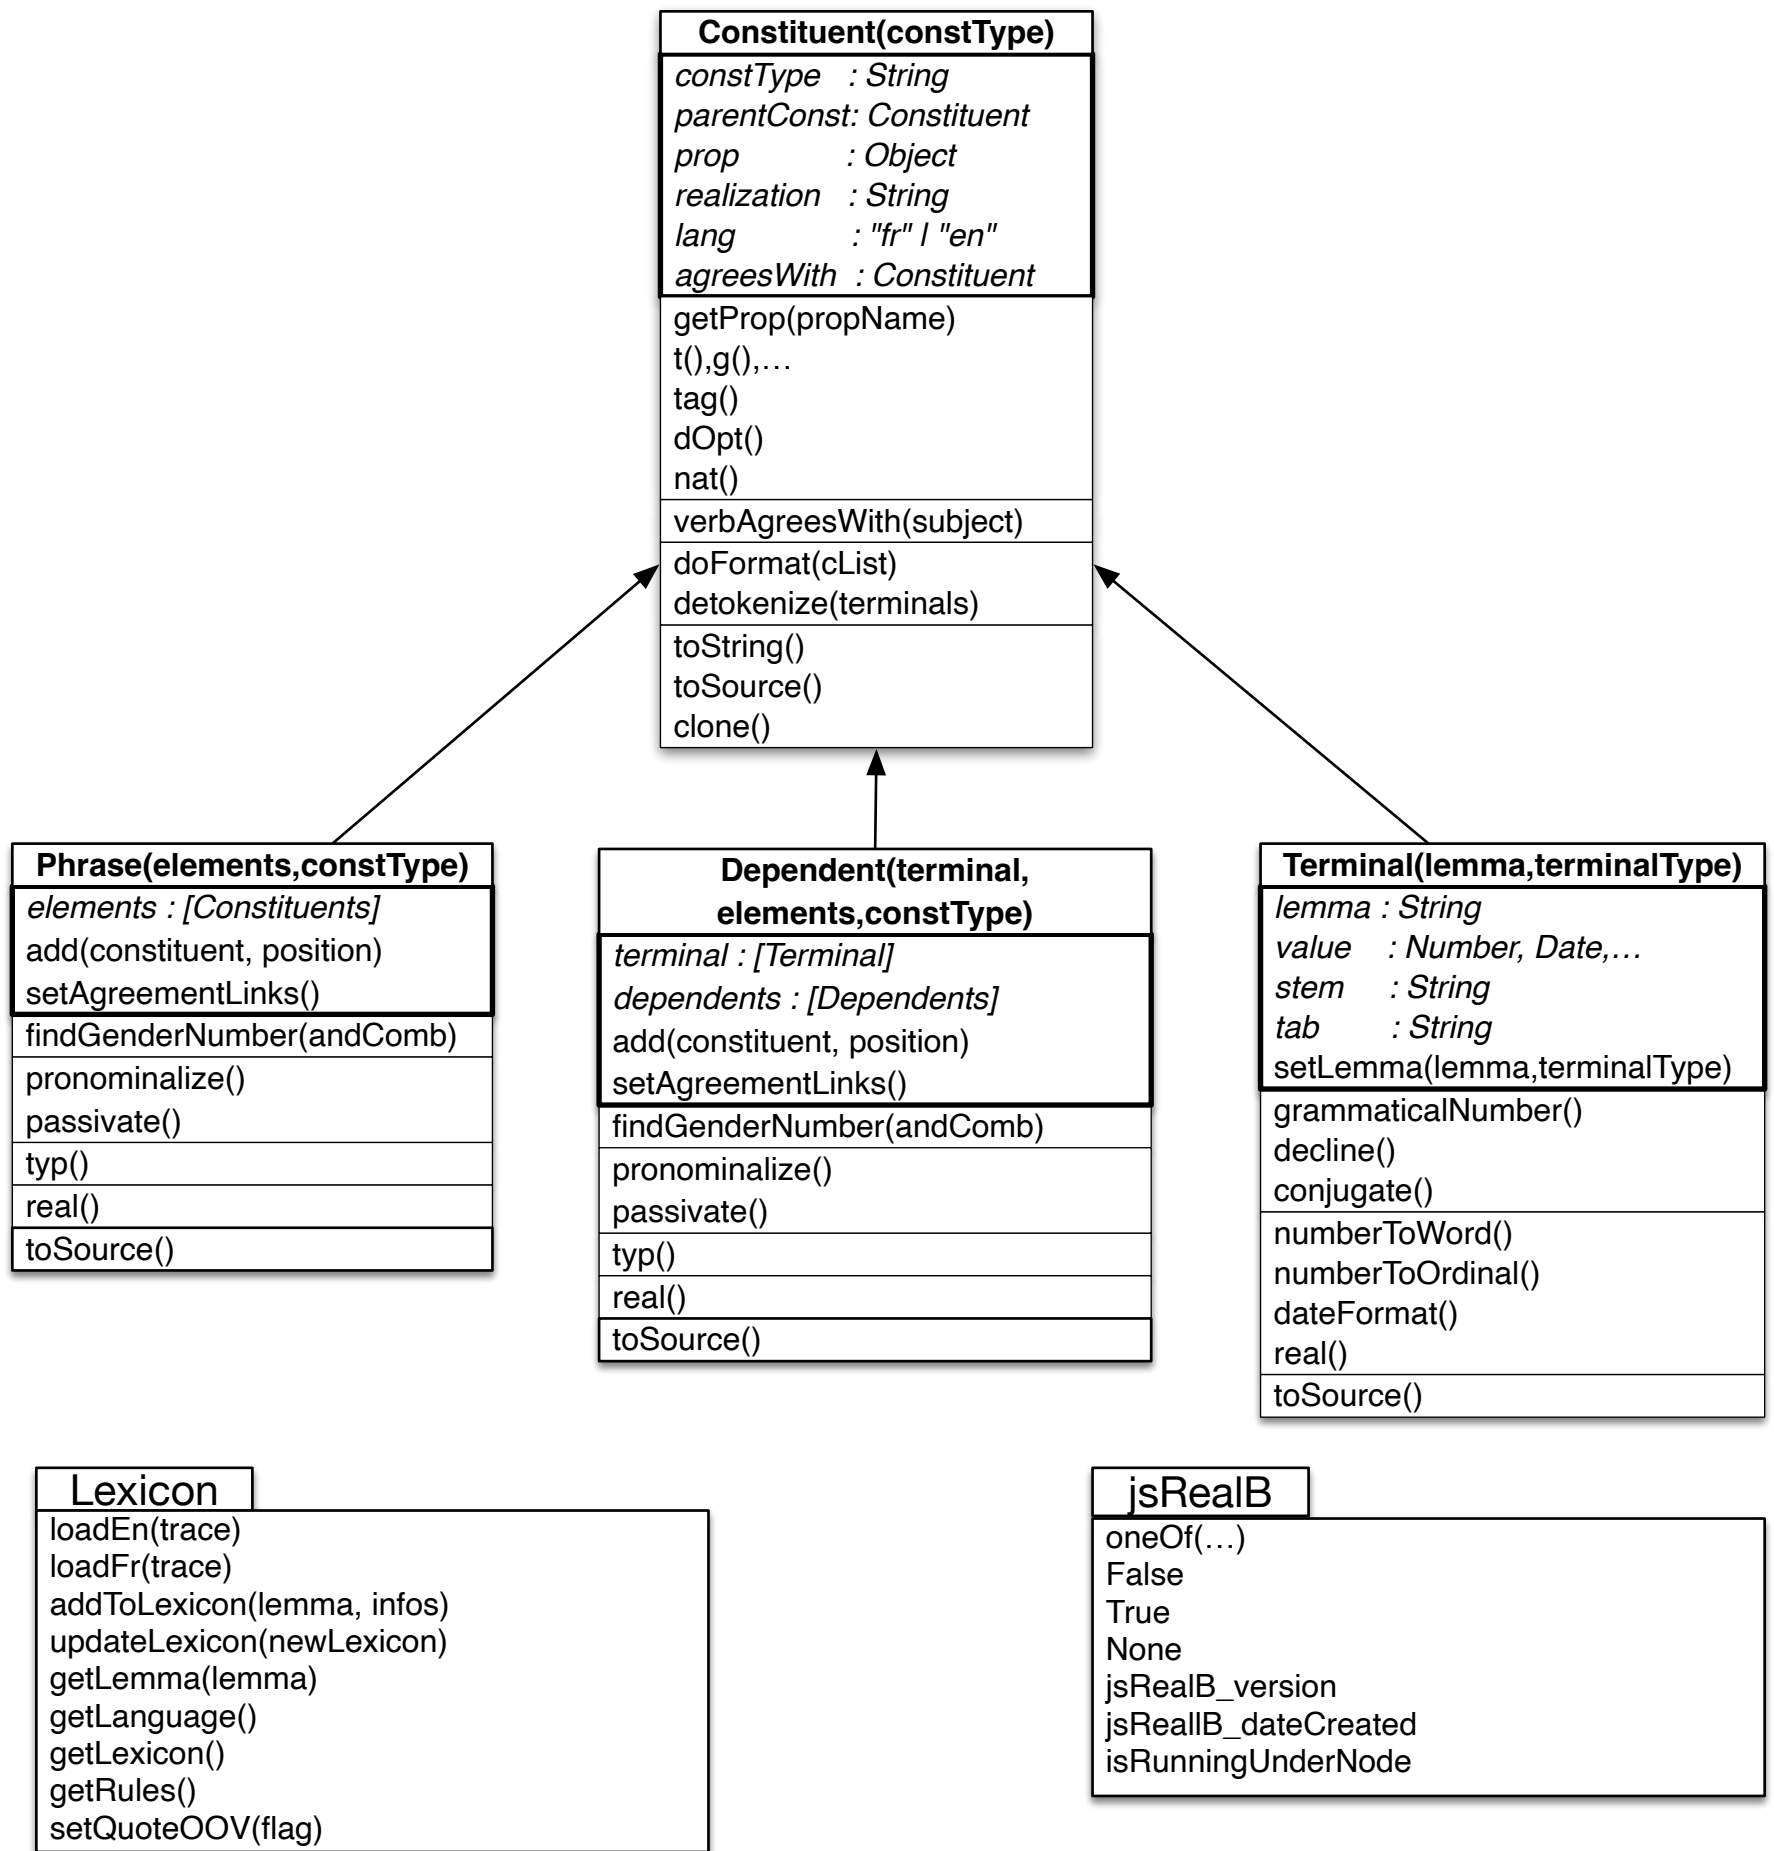 Constituent(constType)
constType : String
parentConst: Constituent
prop : Object
realization : String
lang : "fr" | "en"
agreesWith : Constituent
getProp(propName)
t(),g(),…
tag()
dOpt()
nat()
verbAgreesWith(subject)
doFormat(cList)
detokenize(terminals)
toString()
toSource()
clone()
Phrase(elements,constType)
elements : [Constituents]
add(constituent, position)
setAgreementLinks()
findGenderNumber(andComb)
pronominalize()
passivate()
typ()
real()
toSource()
Dependent(terminal,
elements,constType)
terminal : [Terminal]
dependents : [Dependents]
add(constituent, position)
setAgreementLinks()
findGenderNumber(andComb)
pronominalize()
passivate()
typ()
real()
toSource()
Terminal(lemma,terminalType)
lemma : String
value : Number, Date,…
stem : String
tab : String
setLemma(lemma,terminalType)
grammaticalNumber()
decline()
conjugate()
numberToWord()
numberToOrdinal()
dateFormat()
real()
toSource()
Lexicon
loadEn(trace)
loadFr(trace)
addToLexicon(lemma, infos)
updateLexicon(newLexicon)
getLemma(lemma)
getLanguage()
getLexicon()
getRules()
setQuoteOOV(flag)
jsRealB
oneOf(…)
False
True
None
jsRealB_version
jsReallB_dateCreated
isRunningUnderNode